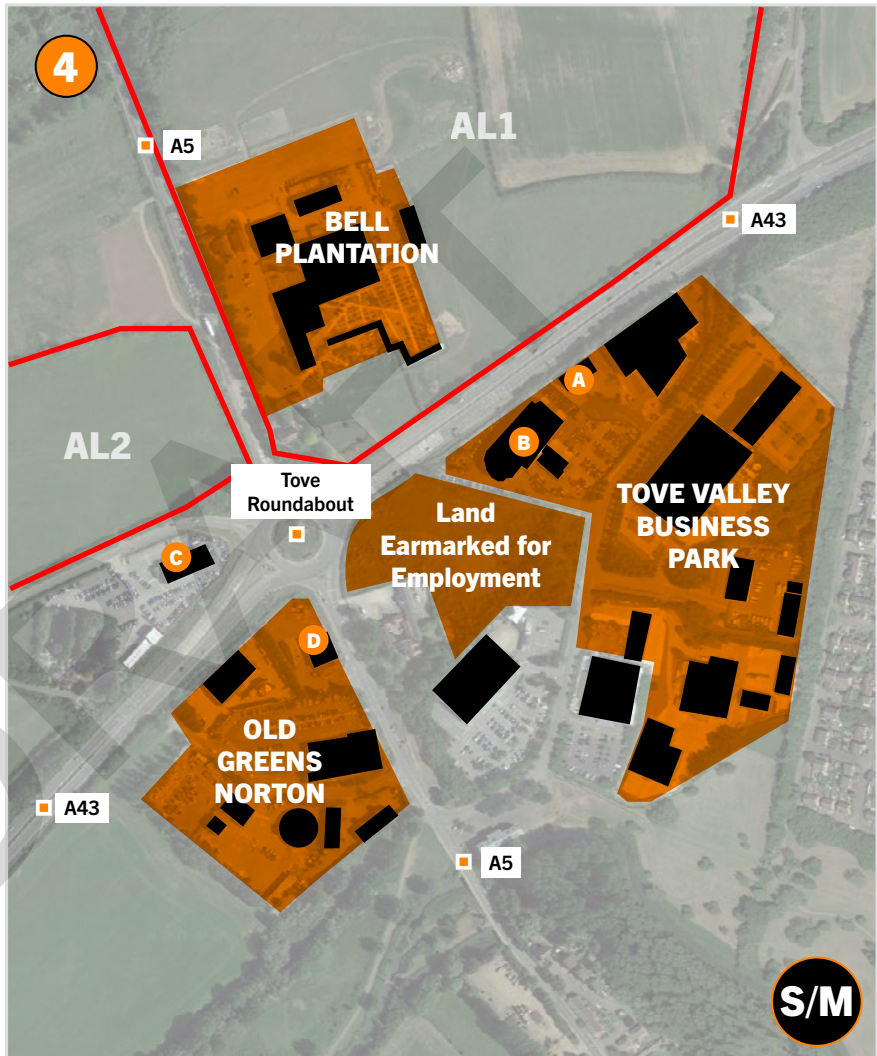 4
AL1
A5
A43
BELL
PLANTATION
A
B
AL2
Tove
Roundabout
Land
Earmarked for
Employment
TOVE VALLEY
BUSINESS
PARK
C
D
OLD
GREENS
NORTON
A43
A5
S/M